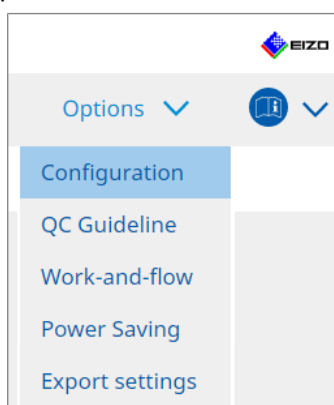 EIZO
Options
Configuration
QC Guideline
Work-and-flow
Power Saving
Export settings